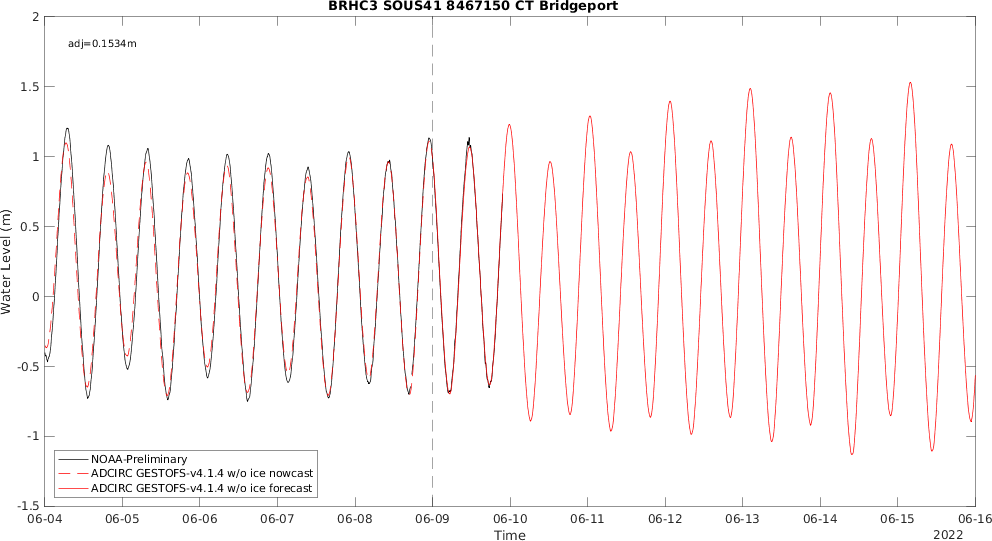 BRHC3 SOUS41 8467150 CT Bridgeport
adj=0.1534m
2
1.5
1
0.5
0
-0.5
-1
-1.5
Water Level (m)
NOAA-Preliminary
ADCIRC GESTOFS-v4.1.4 w/o ice nowcast
ADCIRC GESTOFS-v4.1.4 w/o ice forecast
06-04 06-05 06-06 06-07 06-08 06-09 06-10 06-11 06-12 06-13 06-14 06-15 06-16
Time
2022